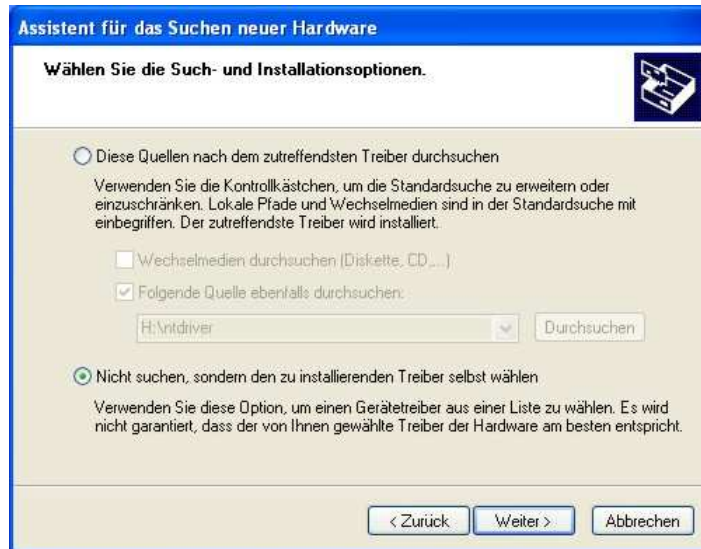 Assistent für das Suchen neuer Hardware
Wählen Sie die Such- und Installationsoptionen.
Diese Quellen nach dem zutreffendsten Treiber durchsuchen
Verwenden Sie die Kontrollkästchen, um die Standardsuche zu erweitern oder
einzuschränken. Lokale Pfade und Wechselmedien sind in der Standardsuche mit
einbegriffen. Der zutreffendste Treiber wird installiert.
Wechselmedien durchsuchen (Diskette, CD,...)
Folgende Quelle ebenfalls durchsuchen:
H:\ntdriver
Durchsuchen
Nicht suchen, sondern den zu installierenden Treiber selbst wählen
Verwenden Sie diese Option, um einen Gerätetreiber aus einer Liste zu wählen. Es wird
nicht garantiert, dass der von Ihnen gewählte Treiber der Hardware am besten entspricht.
< Zurück Weiter > Abbrechen